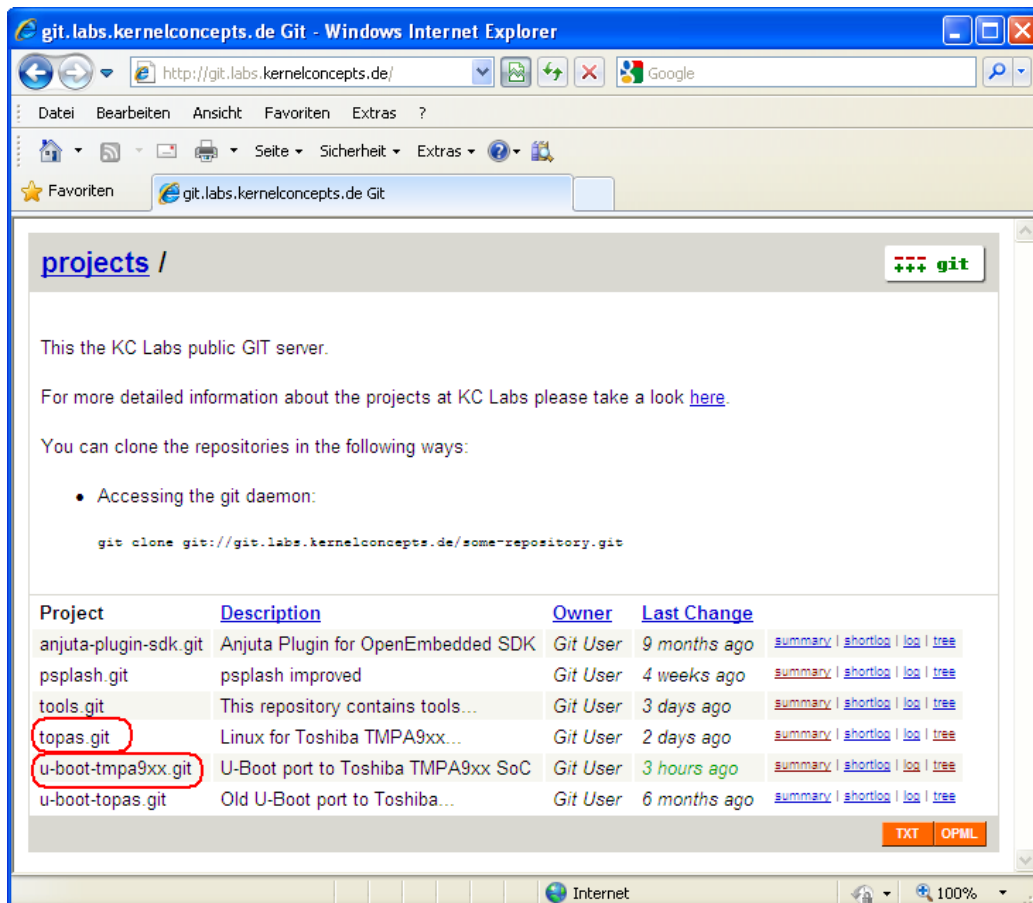 git.labs.kernelconcepts.de Git - Windows Internet Explorer
http://git.labs.kernelconcepts.de/ Google
Datei Bearbeiten Ansicht Favoriten Extras ?
Seite Sicherheit Extras
Favoriten git.labs.kernelconcepts.de Git
projects / git
This the KC Labs public GIT server.
For more detailed information about the projects at KC Labs please take a look here.
You can clone the repositories in the following ways:
• Accessing the git daemon:
git clone git://git.labs.kernelconcepts.de/some-repository.git
Project Description Owner Last Change
anjuta-plugin-sdk.git Anjuta Plugin for OpenEmbedded SDK Git User 9 months ago summary | shortlog | log | tree
psplash.git psplash improved Git User 4 weeks ago summary | shortlog | log | tree
tools.git This repository contains tools... Git User 3 days ago summary | shortlog | log | tree
topas.git Linux for Toshiba TMPA9xx... Git User 2 days ago summary | shortlog | log | tree
u-boot-tmpa9xx.git U-Boot port to Toshiba TMPA9xx SoC Git User 3 hours ago summary | shortlog | log | tree
u-boot-topas.git Old U-Boot port to Toshiba... Git User 6 months ago summary | shortlog | log | tree
TXT OPML
Internet 100%